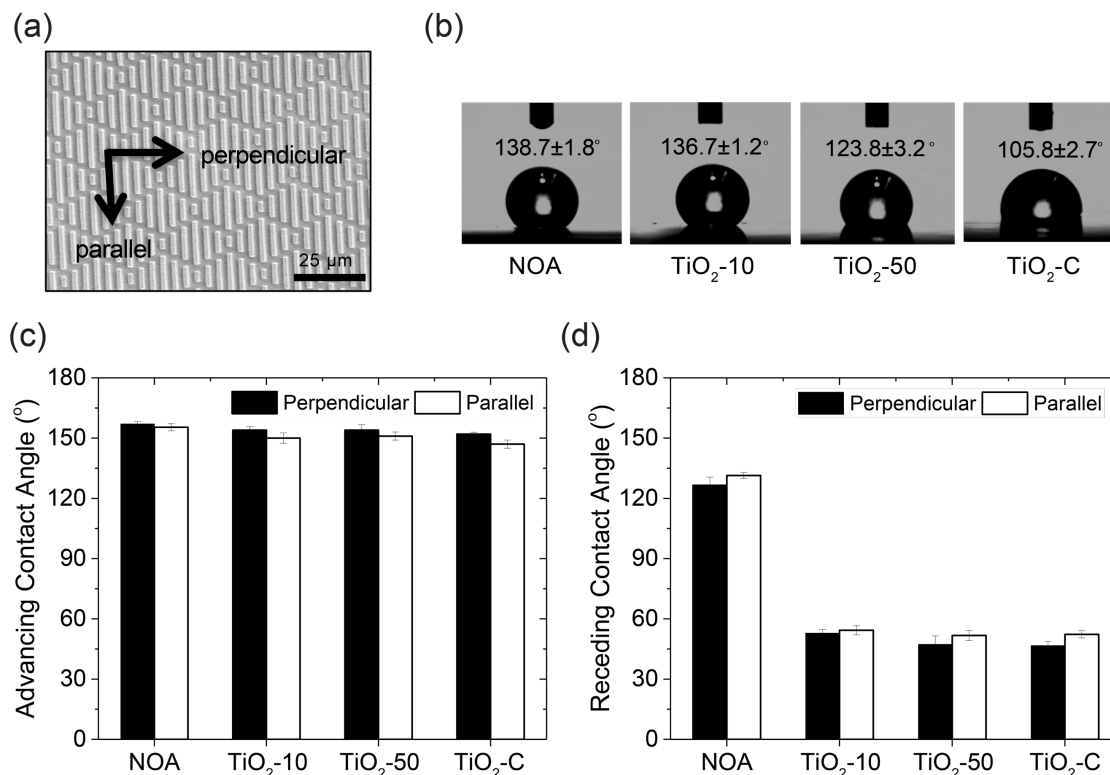 (a)
perpendicular
parallel
25 µm
(b)
138.7±1.8°
136.7±1.2°
123.8±3.2°
105.8±2.7°
NOA
TiO₂-10
TiO₂-50
TiO₂-C
(c)
Advancing Contact Angle (°)
180
150
120
90
60
30
0
Perpendicular
Parallel
NOA
TiO₂-10
TiO₂-50
TiO₂-C
(d)
Receding Contact Angle (°)
180
150
120
90
60
30
0
Perpendicular
Parallel
NOA
TiO₂-10
TiO₂-50
TiO₂-C